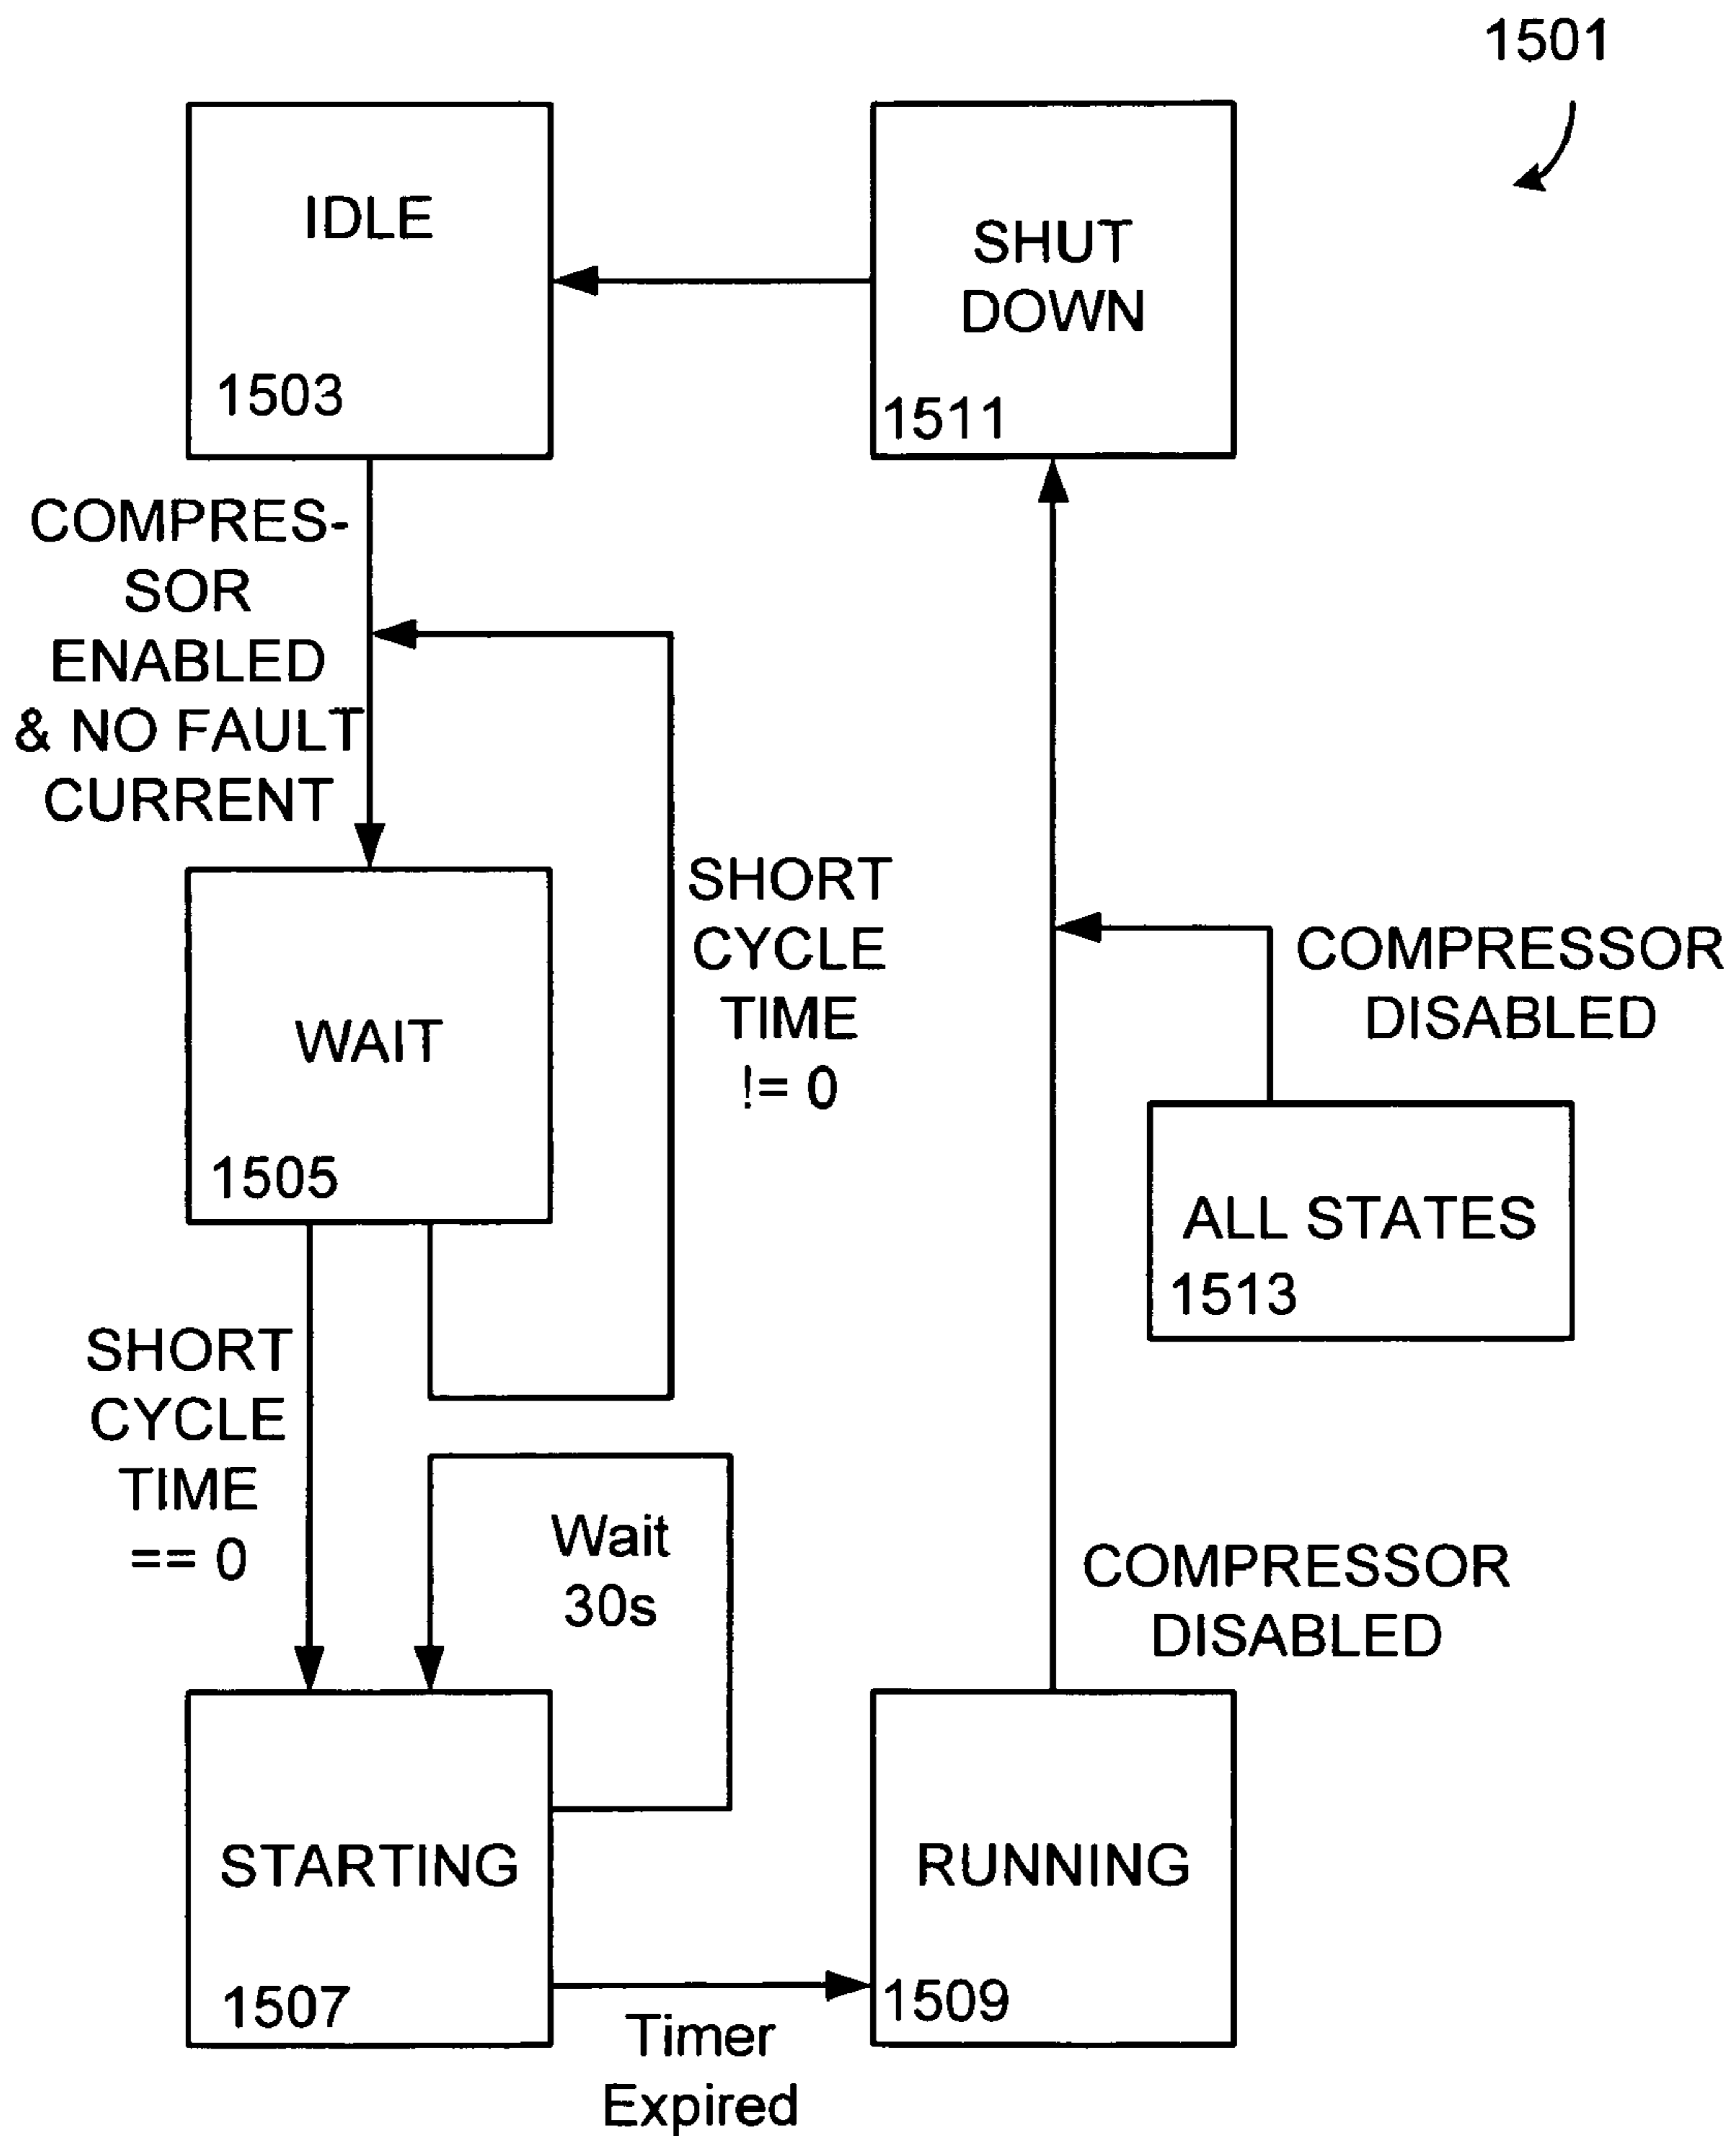 1501
IDLE
1503
SHUT
DOWN
1511
COMPRES-
SOR
ENABLED
& NO FAULT
CURRENT
SHORT
CYCLE
TIME
!= 0
WAIT
1505
COMPRESSOR
DISABLED
ALL STATES
1513
SHORT
CYCLE
TIME
== 0
Wait
30s
COMPRESSOR
DISABLED
STARTING
1507
RUNNING
1509
Timer
Expired